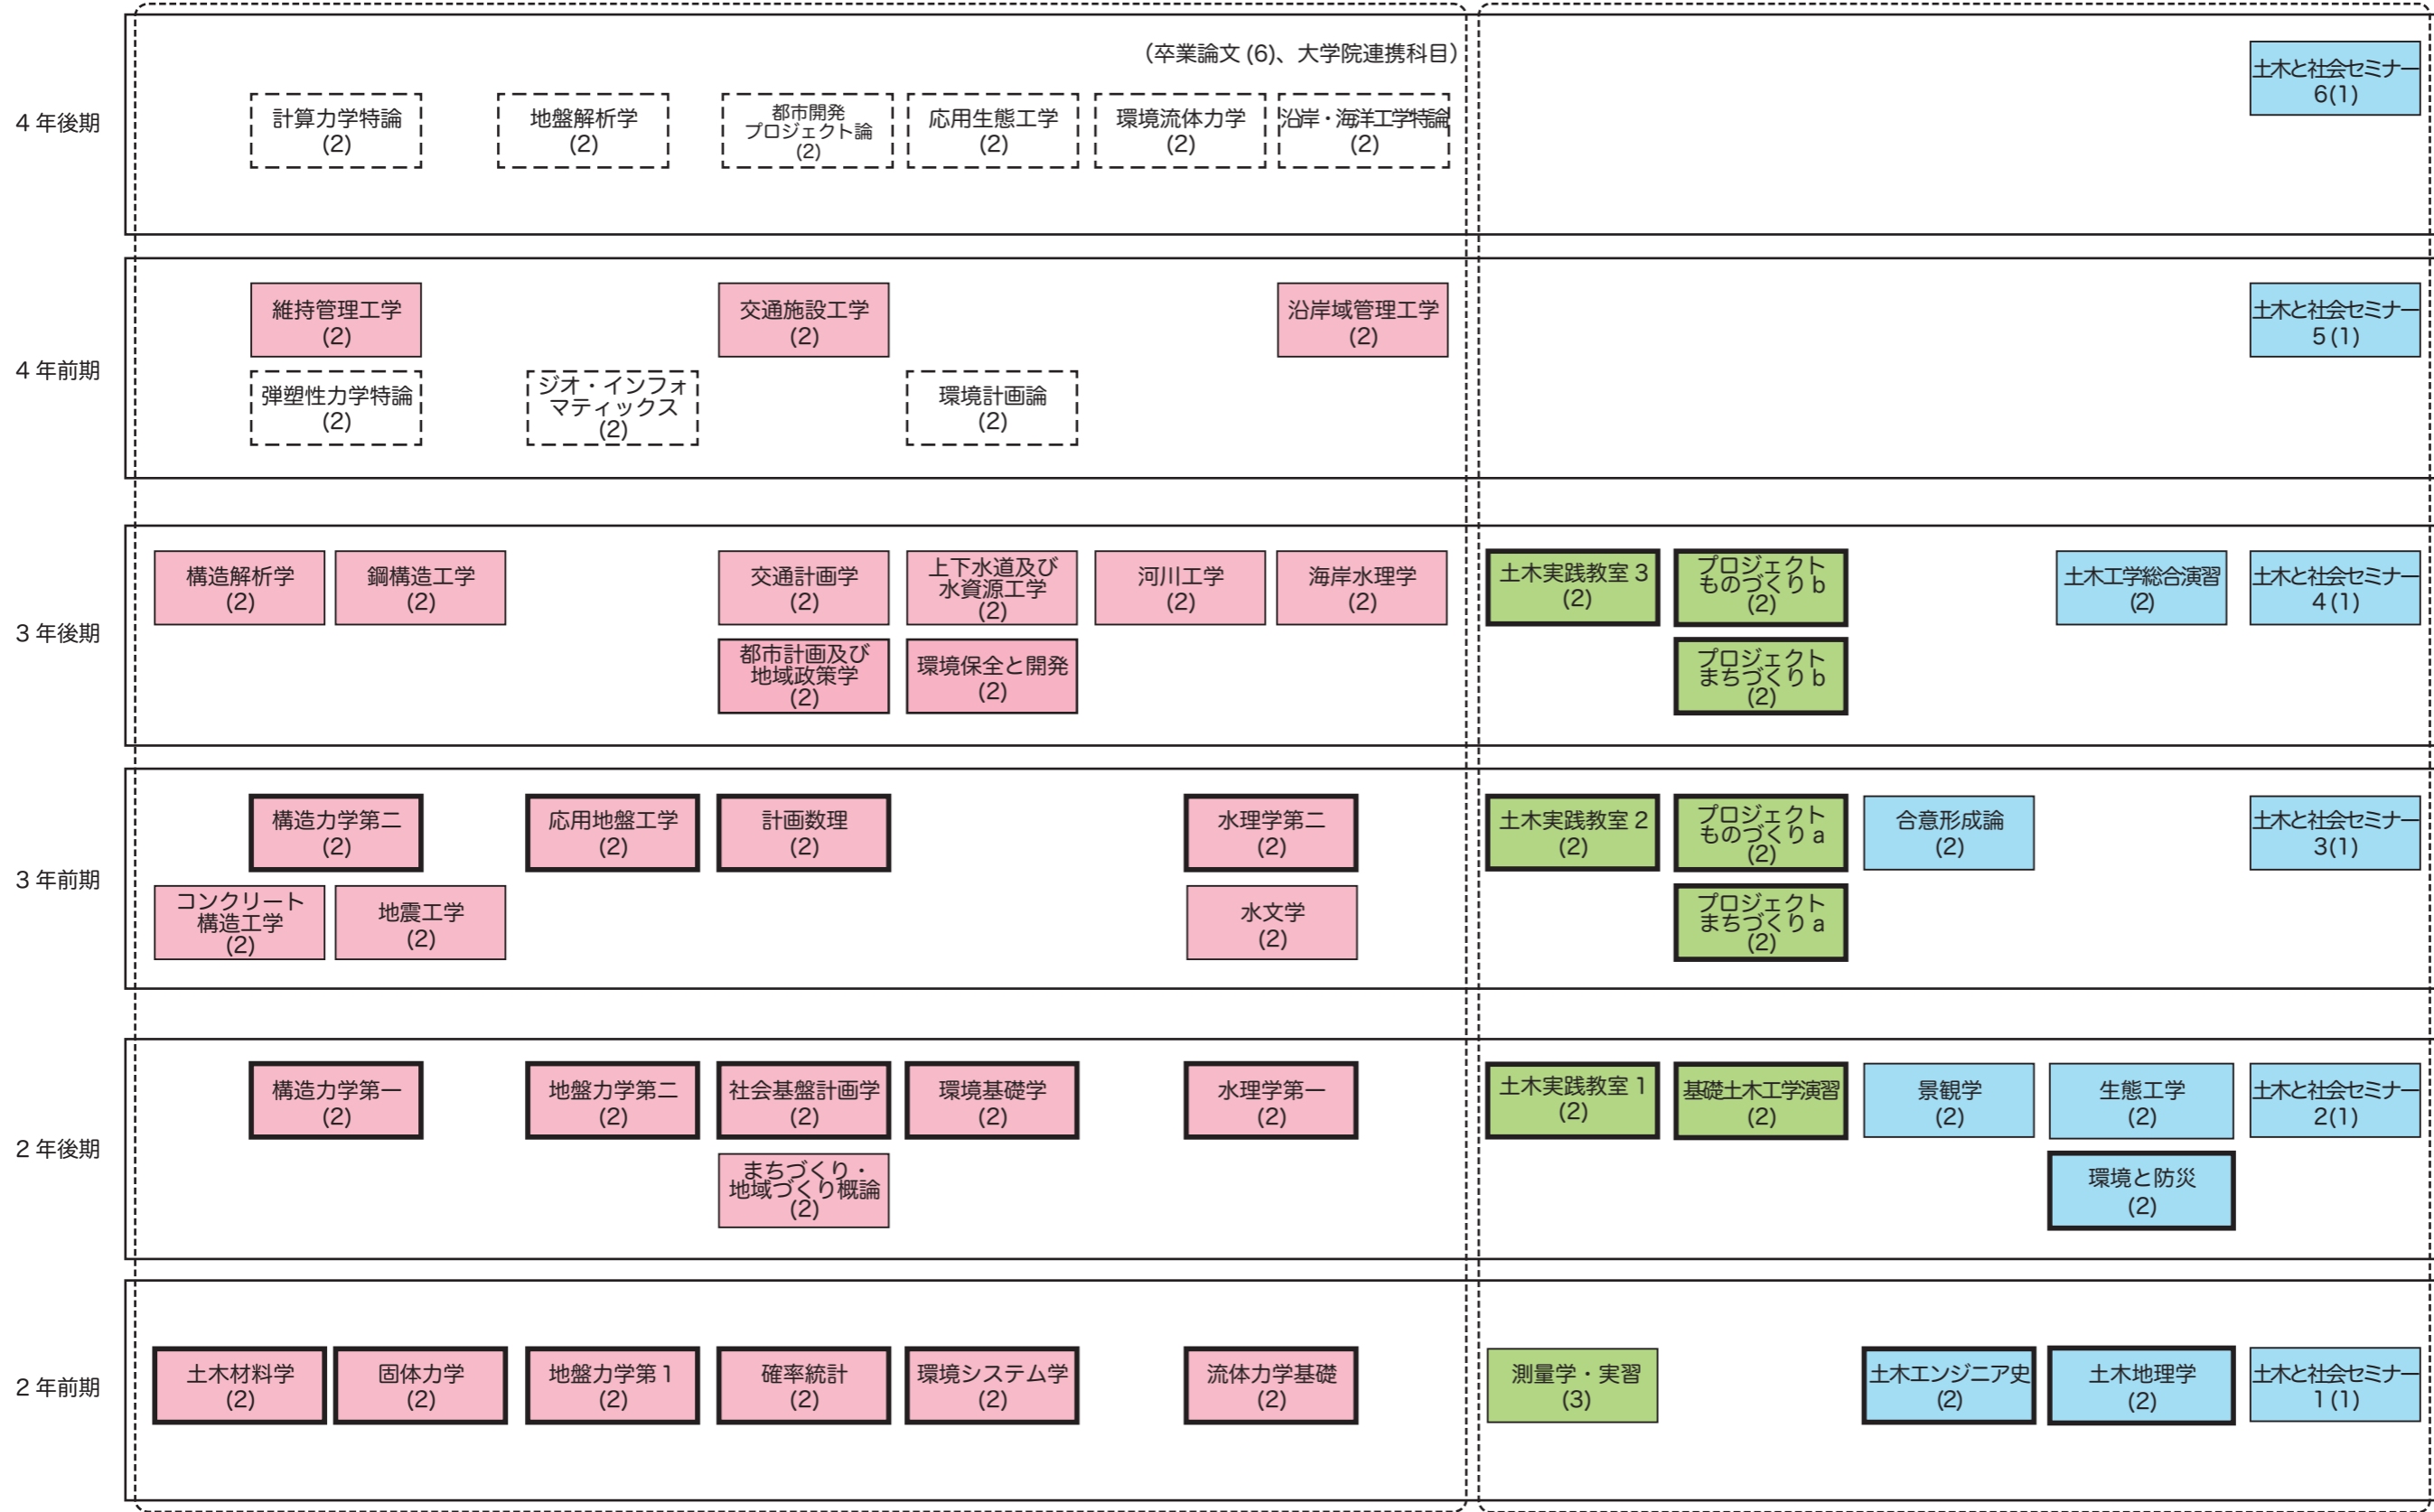 4 年後期
（卒業論文 (6)、大学院連携科目）
計算力学特論
(2)
地盤解析学
(2)
都市開発
プロジェクト論
(2)
応用生態工学
(2)
環境流体力学
(2)
沿岸・海洋工学特論
(2)
土木と社会セミナー
6(1)
4 年前期
維持管理工学
(2)
交通施設工学
(2)
沿岸域管理工学
(2)
土木と社会セミナー
5 (1)
弾塑性力学特論
(2)
ジオ・インフォ
マティックス
(2)
環境計画論
(2)
3 年後期
構造解析学
(2)
鋼構造工学
(2)
交通計画学
(2)
上下水道及び
水資源工学
(2)
河川工学
(2)
海岸水理学
(2)
土木実践教室 3
(2)
プロジェクト
ものづくり b
(2)
土木工学総合演習
(2)
土木と社会セミナー
4 (1)
都市計画及び
地域政策学
(2)
環境保全と開発
(2)
プロジェクト
まちづくり b
(2)
3 年前期
構造力学第二
(2)
応用地盤工学
(2)
計画数理
(2)
水理学第二
(2)
土木実践教室 2
(2)
プロジェクト
ものづくり a
(2)
合意形成論
(2)
土木と社会セミナー
3(1)
コンクリート
構造工学
(2)
地震工学
(2)
水文学
(2)
プロジェクト
まちづくり a
(2)
2 年後期
構造力学第一
(2)
地盤力学第二
(2)
社会基盤計画学
(2)
環境基礎学
(2)
水理学第一
(2)
土木実践教室 1
(2)
基礎土木工学演習
(2)
景観学
(2)
生態工学
(2)
土木と社会セミナー
2(1)
まちづくり・
地域づくり概論
(2)
環境と防災
(2)
2 年前期
土木材料学
(2)
固体力学
(2)
地盤力学第 1
(2)
確率統計
(2)
環境システム学
(2)
流体力学基礎
(2)
測量学・実習
(3)
土木エンジニア史
(2)
土木地理学
(2)
土木と社会セミナー
1 (1)